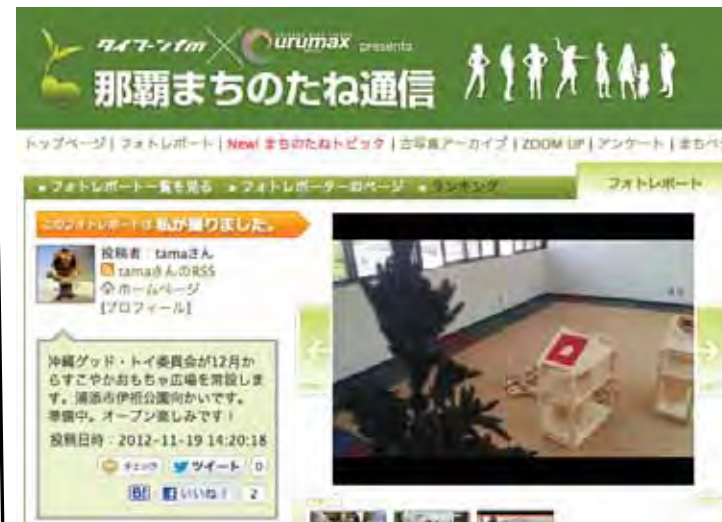 タイフーンfm × urumax presents
那覇まちのたね通信
トップページ | フォトレポート | New! まちのたねトピック | 古写真アーカイブ | ZOOM UP | アンケート | まちペ
フォトレポート一覧を見る フォトレポーターのページ ランキング
フォトレポート
このフォトレポートは 私が撮りました。
投稿者：tamaさん
tamaさんのRSS
ホームページ
[プロフィール]
沖縄グッド・トイ委員会が12月か
らすこやかおもちゃ広場を常設しま
す。浦添市伊祖公園向かいです。
準備中。オープン楽しみです！
投稿日時：2012-11-19 14:20:18
チェック ツイート 0
B! いいね！ 2